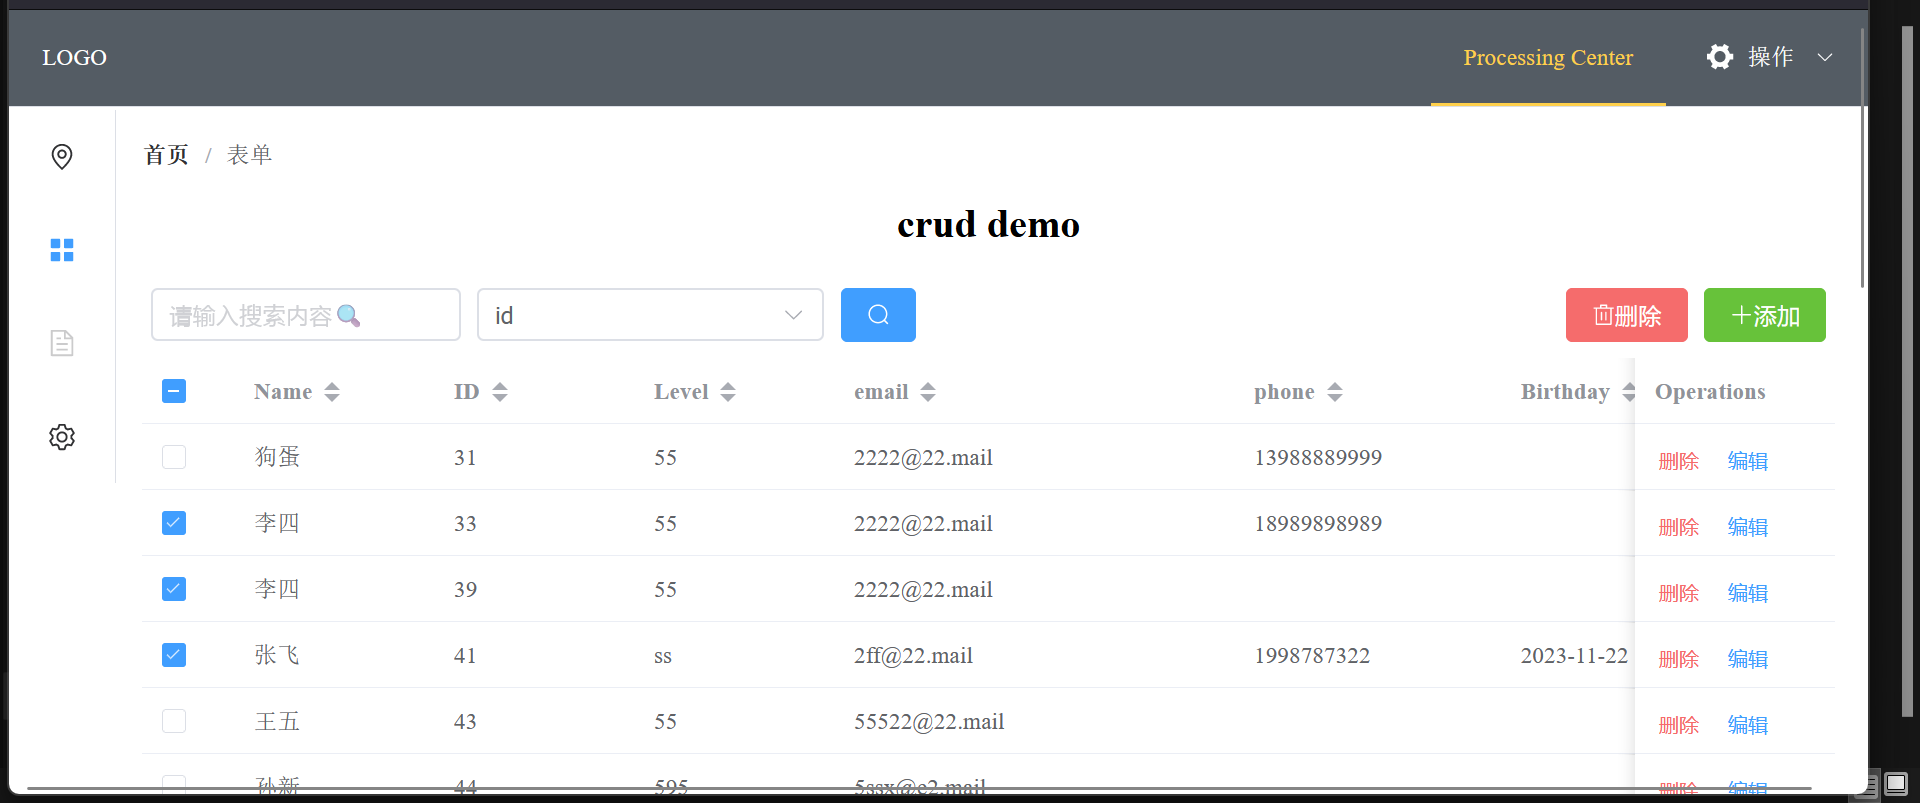 LOGO
Processing Center 操作
首页 / 表单
crud demo
请输入搜索内容🔍 id 删除 添加
Name ID Level email phone Birthday Operations
狗蛋 31 55 2222@22.mail 13988889999 删除 编辑
李四 33 55 2222@22.mail 18989898989 删除 编辑
李四 39 55 2222@22.mail 删除 编辑
张飞 41 ss 2ff@22.mail 1998787322 2023-11-22 删除 编辑
王五 43 55 55522@22.mail 删除 编辑
孙新 44 595 删除 编辑